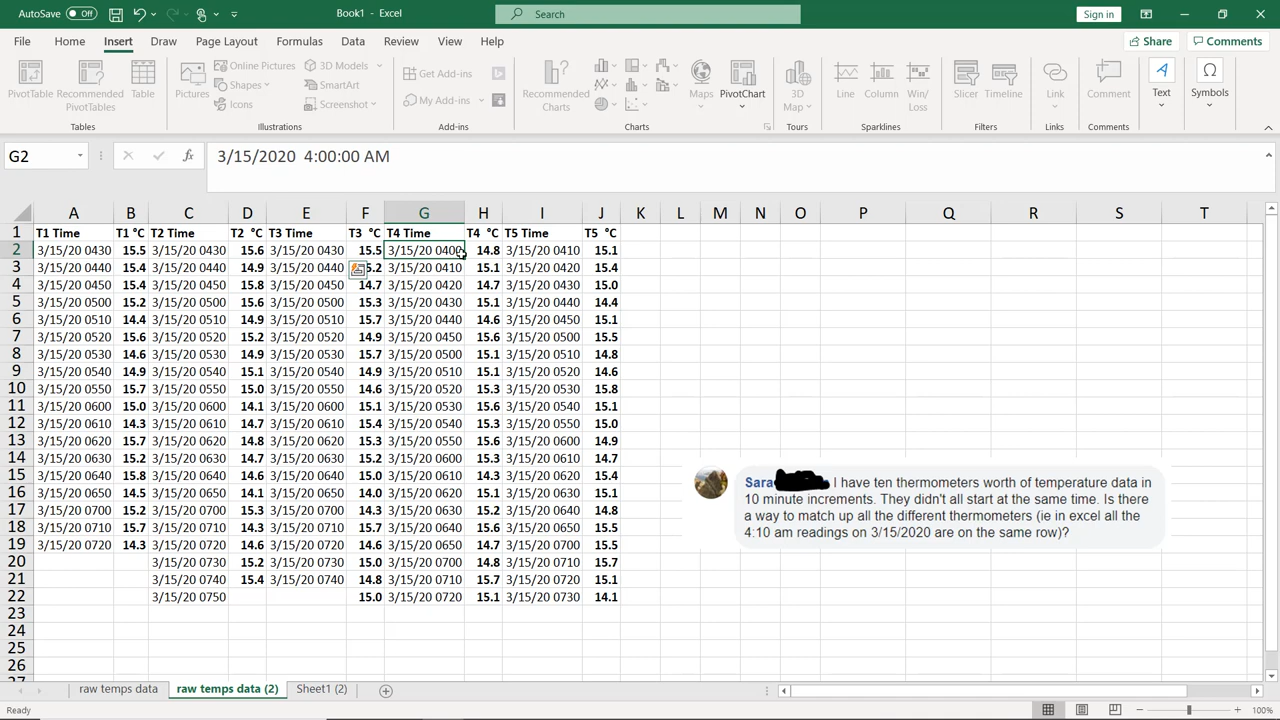 AutoSave Off Book1 - Excel Search Sign in
File Home Insert Draw Page Layout Formulas Data Review View Help Share Comments
PivotTable Recommended PivotTables Table Pictures Online Pictures Shapes Icons 3D Models SmartArt Screenshot Get Add-ins My Add-ins Recommended Charts Maps PivotChart 3D Map Line Column Win/Loss Slicer Timeline Link Comment Text Symbols
Tables Illustrations Add-ins Charts Tours Sparklines Filters Links Comments
G2 fx 3/15/2020 4:00:00 AM
A B C D E F G H I J K L M N O P Q R S T
1 T1 Time T1 °C T2 Time T2 °C T3 Time T3 °C T4 Time T4 °C T5 Time T5 °C
2 3/15/20 0430 15.5 3/15/20 0430 15.6 3/15/20 0430 15.5 3/15/20 0400 14.8 3/15/20 0410 15.1
3 3/15/20 0440 15.4 3/15/20 0440 14.9 3/15/20 0440 5.2 3/15/20 0410 15.1 3/15/20 0420 15.4
4 3/15/20 0450 15.4 3/15/20 0450 15.8 3/15/20 0450 14.7 3/15/20 0420 14.7 3/15/20 0430 15.0
5 3/15/20 0500 15.2 3/15/20 0500 15.6 3/15/20 0500 15.3 3/15/20 0430 15.1 3/15/20 0440 14.4
6 3/15/20 0510 14.4 3/15/20 0510 14.9 3/15/20 0510 15.7 3/15/20 0440 14.6 3/15/20 0450 15.1
7 3/15/20 0520 15.6 3/15/20 0520 15.2 3/15/20 0520 14.9 3/15/20 0450 15.6 3/15/20 0500 15.5
8 3/15/20 0530 14.6 3/15/20 0530 14.9 3/15/20 0530 15.7 3/15/20 0500 15.1 3/15/20 0510 14.8
9 3/15/20 0540 14.9 3/15/20 0540 15.1 3/15/20 0540 14.9 3/15/20 0510 15.1 3/15/20 0520 14.6
10 3/15/20 0550 15.7 3/15/20 0550 15.0 3/15/20 0550 14.6 3/15/20 0520 15.3 3/15/20 0530 15.8
11 3/15/20 0600 15.0 3/15/20 0600 14.1 3/15/20 0600 15.1 3/15/20 0530 15.6 3/15/20 0540 15.1
12 3/15/20 0610 14.3 3/15/20 0610 14.7 3/15/20 0610 15.4 3/15/20 0540 15.3 3/15/20 0550 15.0
13 3/15/20 0620 15.7 3/15/20 0620 14.8 3/15/20 0620 15.3 3/15/20 0550 15.6 3/15/20 0600 14.9
14 3/15/20 0630 15.2 3/15/20 0630 14.7 3/15/20 0630 15.2 3/15/20 0600 15.3 3/15/20 0610 14.7
15 3/15/20 0640 15.8 3/15/20 0640 14.6 3/15/20 0640 15.0 3/15/20 0610 14.3 3/15/20 0620 15.4
16 3/15/20 0650 14.5 3/15/20 0650 14.1 3/15/20 0650 14.0 3/15/20 0620 15.1 3/15/20 0630 15.1
17 3/15/20 0700 15.2 3/15/20 0700 15.3 3/15/20 0700 14.3 3/15/20 0630 15.2 3/15/20 0640 14.8
18 3/15/20 0710 15.7 3/15/20 0710 14.3 3/15/20 0710 15.7 3/15/20 0640 15.6 3/15/20 0650 15.5
19 3/15/20 0720 14.3 3/15/20 0720 14.6 3/15/20 0720 14.6 3/15/20 0650 14.7 3/15/20 0700 15.5
20 3/15/20 0730 15.2 3/15/20 0730 15.0 3/15/20 0700 14.8 3/15/20 0710 15.7
21 3/15/20 0740 15.4 3/15/20 0740 14.8 3/15/20 0710 15.7 3/15/20 0720 15.1
22 3/15/20 0750 15.0 3/15/20 0720 15.1 3/15/20 0730 14.1
23
24
25
26
27
Sara I have ten thermometers worth of temperature data in
10 minute increments. They didn't all start at the same time. Is there
a way to match up all the different thermometers (ie in excel all the
4:10 am readings on 3/15/2020 are on the same row)?
raw temps data raw temps data (2) Sheet1 (2)
Ready 100%